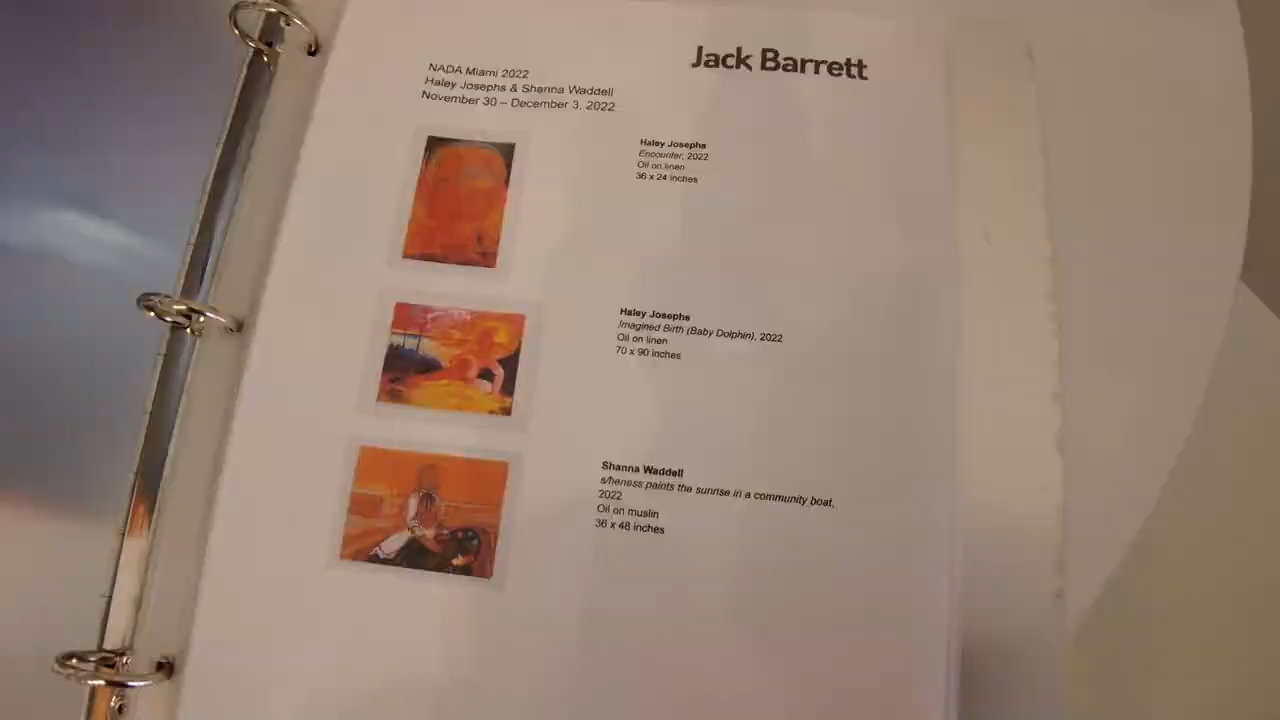 Jack Barrett
NADA Miami 2022
Haley Josephs & Shanna Waddell
November 30 – December 3, 2022
Haley Josephs
Encounter, 2022
Oil on linen
36 x 24 inches
Haley Josephs
Imagined Birth (Baby Dolphin), 2022
Oil on linen
70 x 90 inches
Shanna Waddell
s/heness paints the sunrise in a community boat,
2022
Oil on muslin
36 x 48 inches